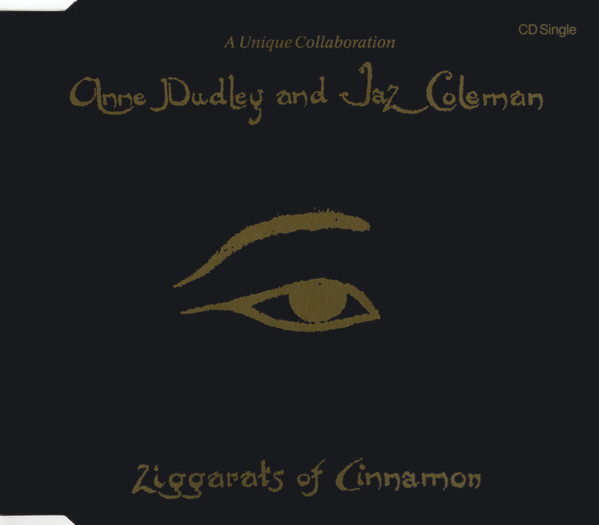 A Unique Collaboration
CD Single
Anne Dudley and Jaz Coleman
Ziggarats of Cinnamon